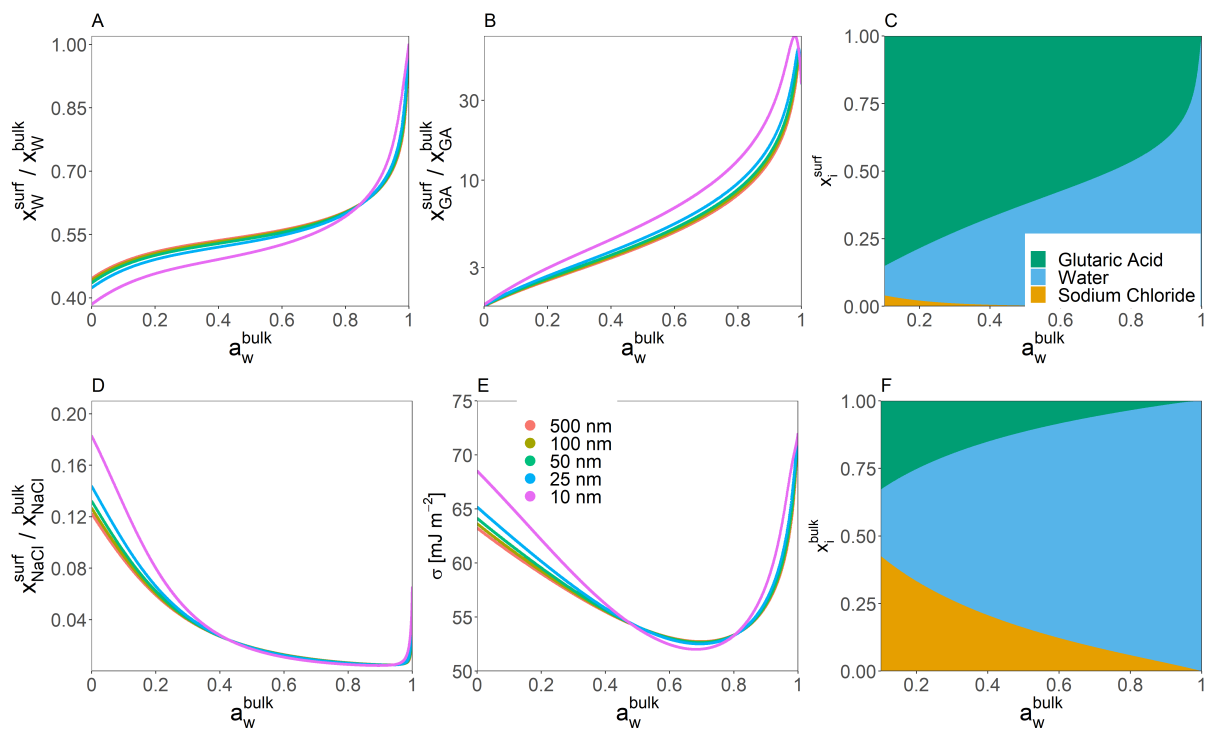 A
x_W^surf / x_W^bulk
1.00
0.85
0.70
0.55
0.40
0 0.2 0.4 0.6 0.8 1
a_w^bulk
B
x_GA^surf / x_GA^bulk
30
10
3
0 0.2 0.4 0.6 0.8 1
a_w^bulk
C
x_i^surf
1.00
0.75
0.50
0.25
0.00
Glutaric Acid
Water
Sodium Chloride
0.2 0.4 0.6 0.8 1
a_w^bulk
D
x_NaCl^surf / x_NaCl^bulk
0.20
0.16
0.12
0.08
0.04
0 0.2 0.4 0.6 0.8 1
a_w^bulk
E
σ [mJ m⁻²]
75
70
65
60
55
50
500 nm
100 nm
50 nm
25 nm
10 nm
0 0.2 0.4 0.6 0.8 1
a_w^bulk
F
x_i^bulk
1.00
0.75
0.50
0.25
0.00
0.2 0.4 0.6 0.8 1
a_w^bulk